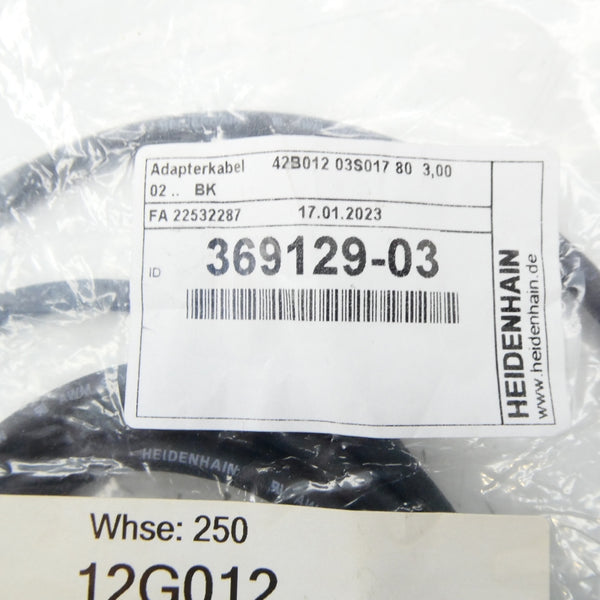 Adapterkabel 42B012 03S017 80 3,00
02 .. BK
FA 22532287 17.01.2023
ID 369129-03
HEIDENHAIN
www.heidenhain.de
HEIDENHAIN
Whse: 250
12G012